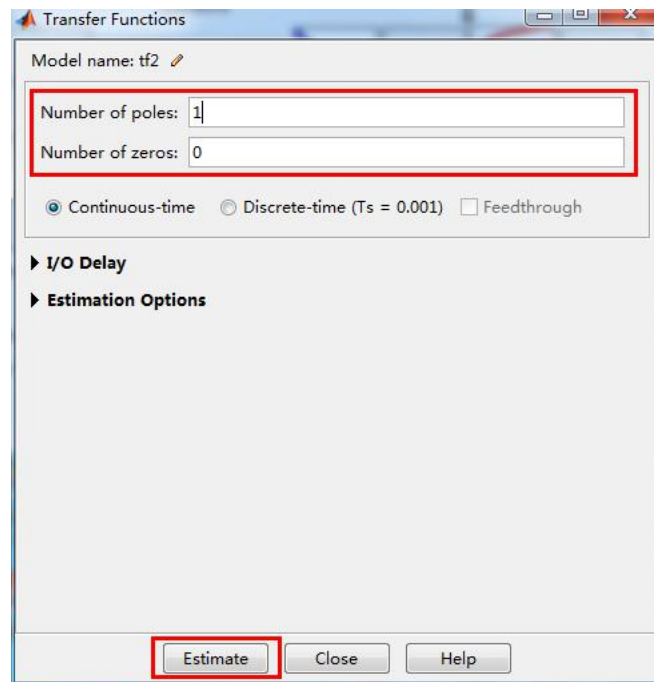 Transfer Functions
Model name: tf2
Number of poles: 1
Number of zeros: 0
Continuous-time Discrete-time (Ts = 0.001) Feedthrough
I/O Delay
Estimation Options
Estimate Close Help